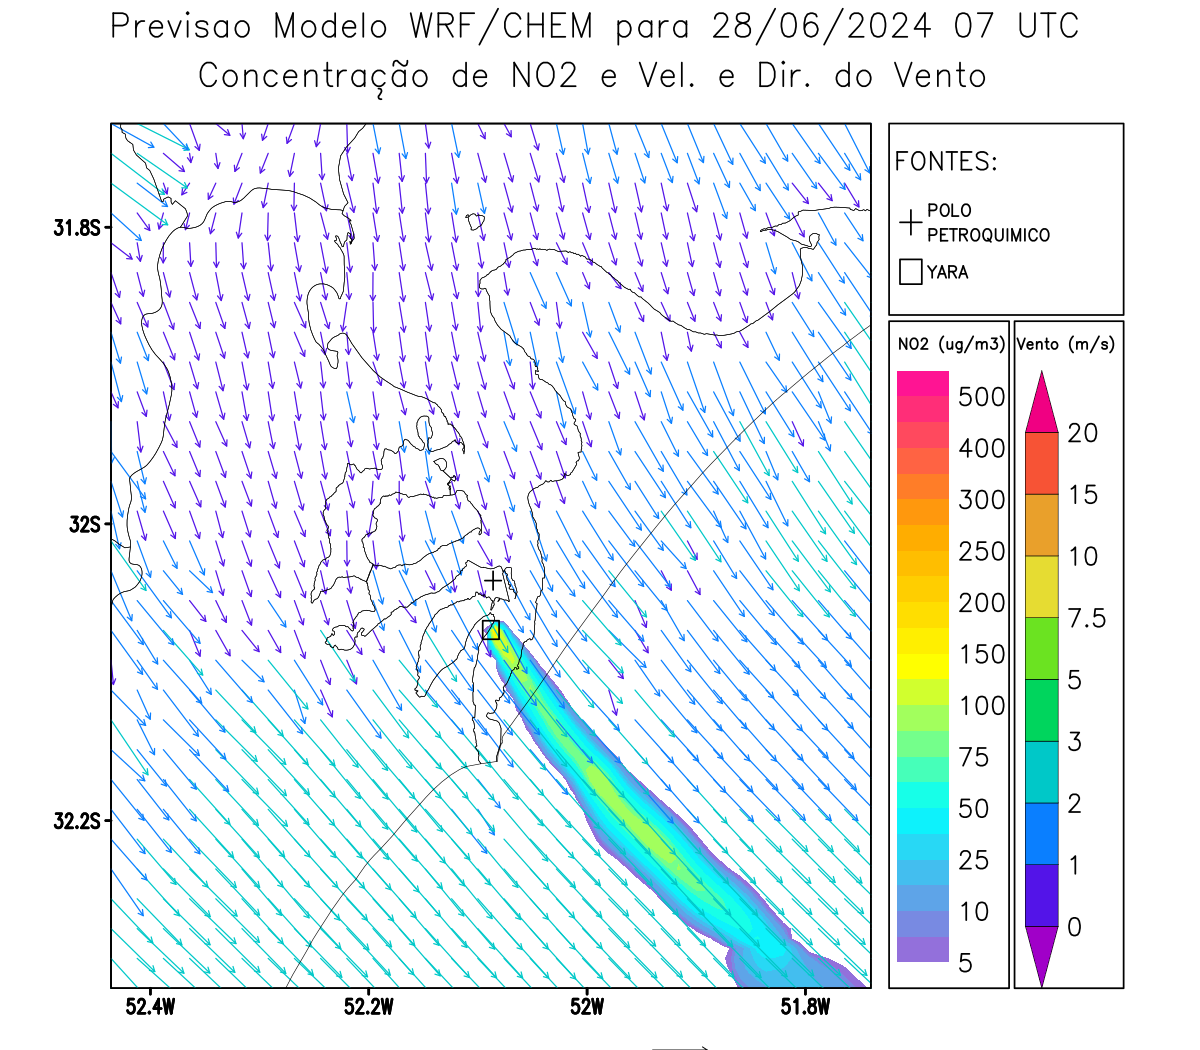 Previsao Modelo WRF/CHEM para 28/06/2024 07 UTC
Concentração de NO2 e Vel. e Dir. do Vento
FONTES:
POLO
PETROQUIMICO
YARA
NO2 (ug/m3)
500
400
300
250
200
150
100
75
50
25
10
5
Vento (m/s)
20
15
10
7.5
5
3
2
1
0
31.8S
32S
32.2S
52.4W 52.2W 52W 51.8W